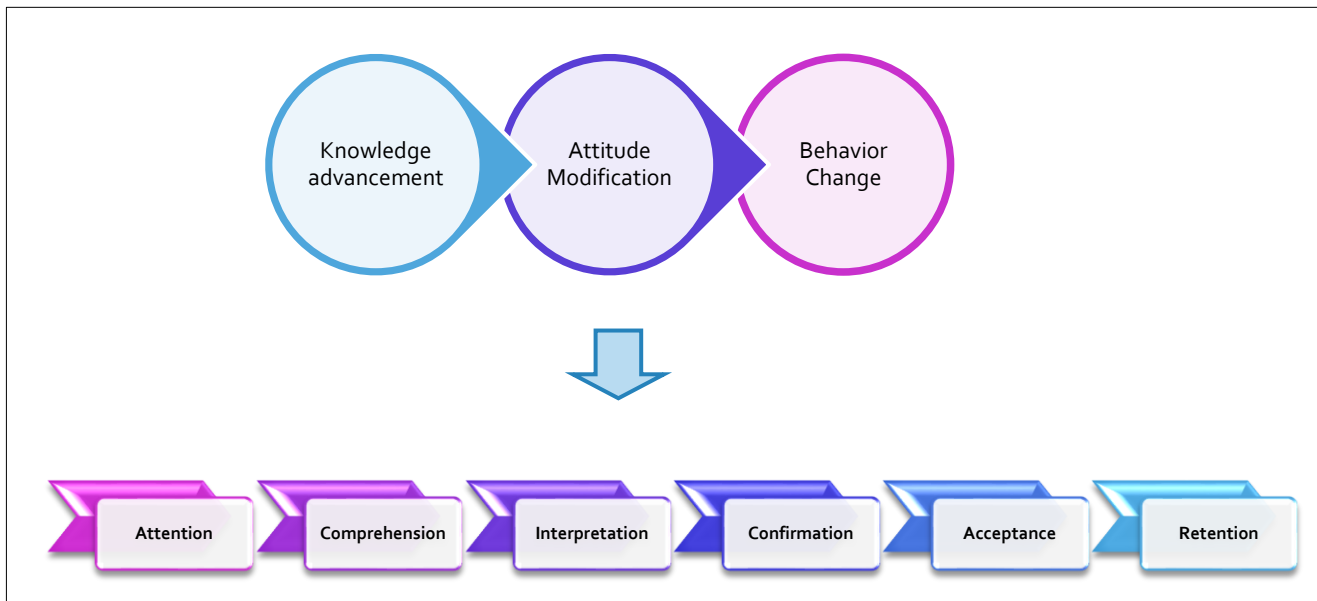 Knowledge
advancement
Attitude
Modification
Behavior
Change
Attention
Comprehension
Interpretation
Confirmation
Acceptance
Retention